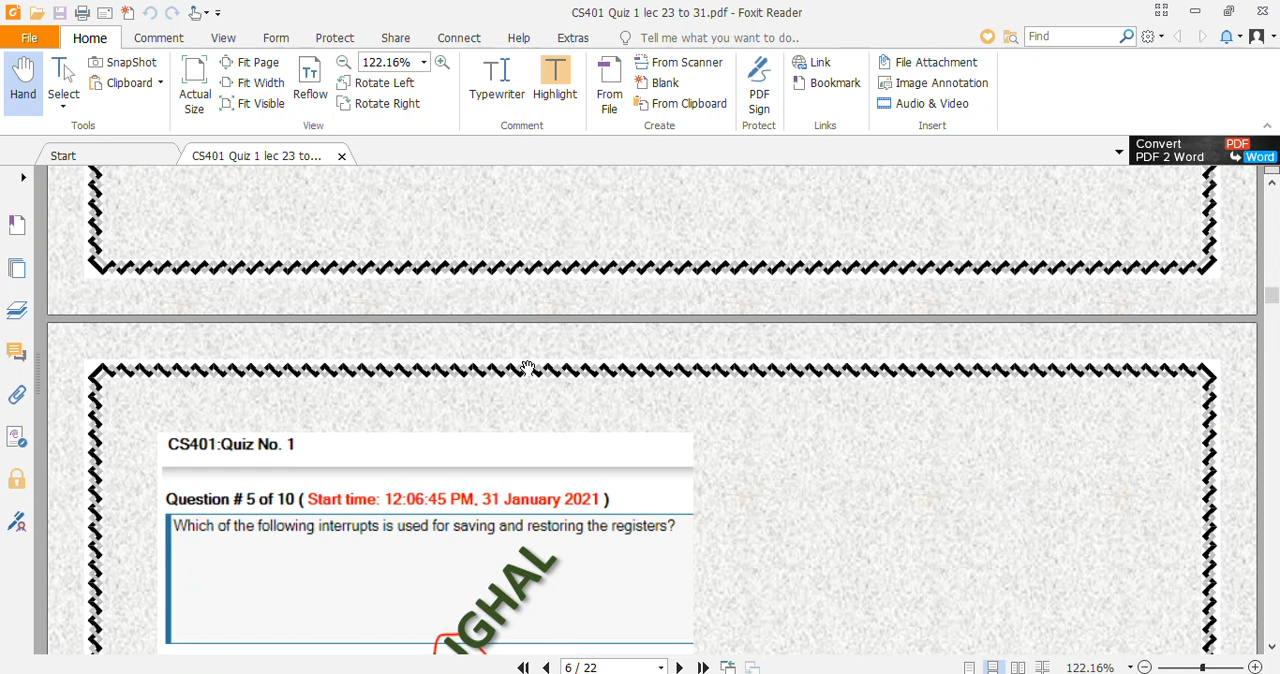 CS401 Quiz 1 lec 23 to 31.pdf - Foxit Reader
File Home Comment View Form Protect Share Connect Help Extras Tell me what you want to do.. Find
Hand
Select
SnapShot
Clipboard
Tools
Actual Size
Fit Page
Fit Width
Fit Visible
Reflow
122.16%
Rotate Left
Rotate Right
View
Typewriter
Highlight
Comment
From File
From Scanner
Blank
From Clipboard
Create
PDF Sign
Protect
Link
Bookmark
Links
File Attachment
Image Annotation
Audio & Video
Insert
Start
CS401 Quiz 1 lec 23 to...
Convert PDF
PDF 2 Word Word
CS401:Quiz No. 1
Question # 5 of 10 ( Start time: 12:06:45 PM, 31 January 2021 )
Which of the following interrupts is used for saving and restoring the registers?
IGHAL
6 / 22
122.16%